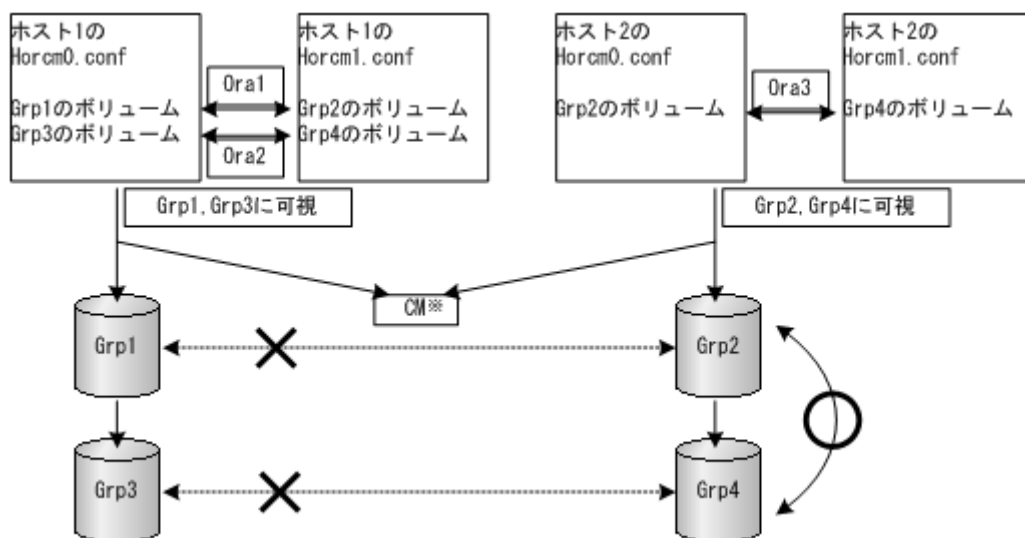 ホスト1の
Horcm0.conf
Grp1のボリューム
Grp3のボリューム
Ora1
Ora2
ホスト1の
Horcm1.conf
Grp2のボリューム
Grp4のボリューム
ホスト2の
Horcm0.conf
Grp2のボリューム
Ora3
ホスト2の
Horcm1.conf
Grp4のボリューム
Grp1,Grp3に可視
Grp2,Grp4に可視
CM※
Grp1
Grp2
Grp3
Grp4